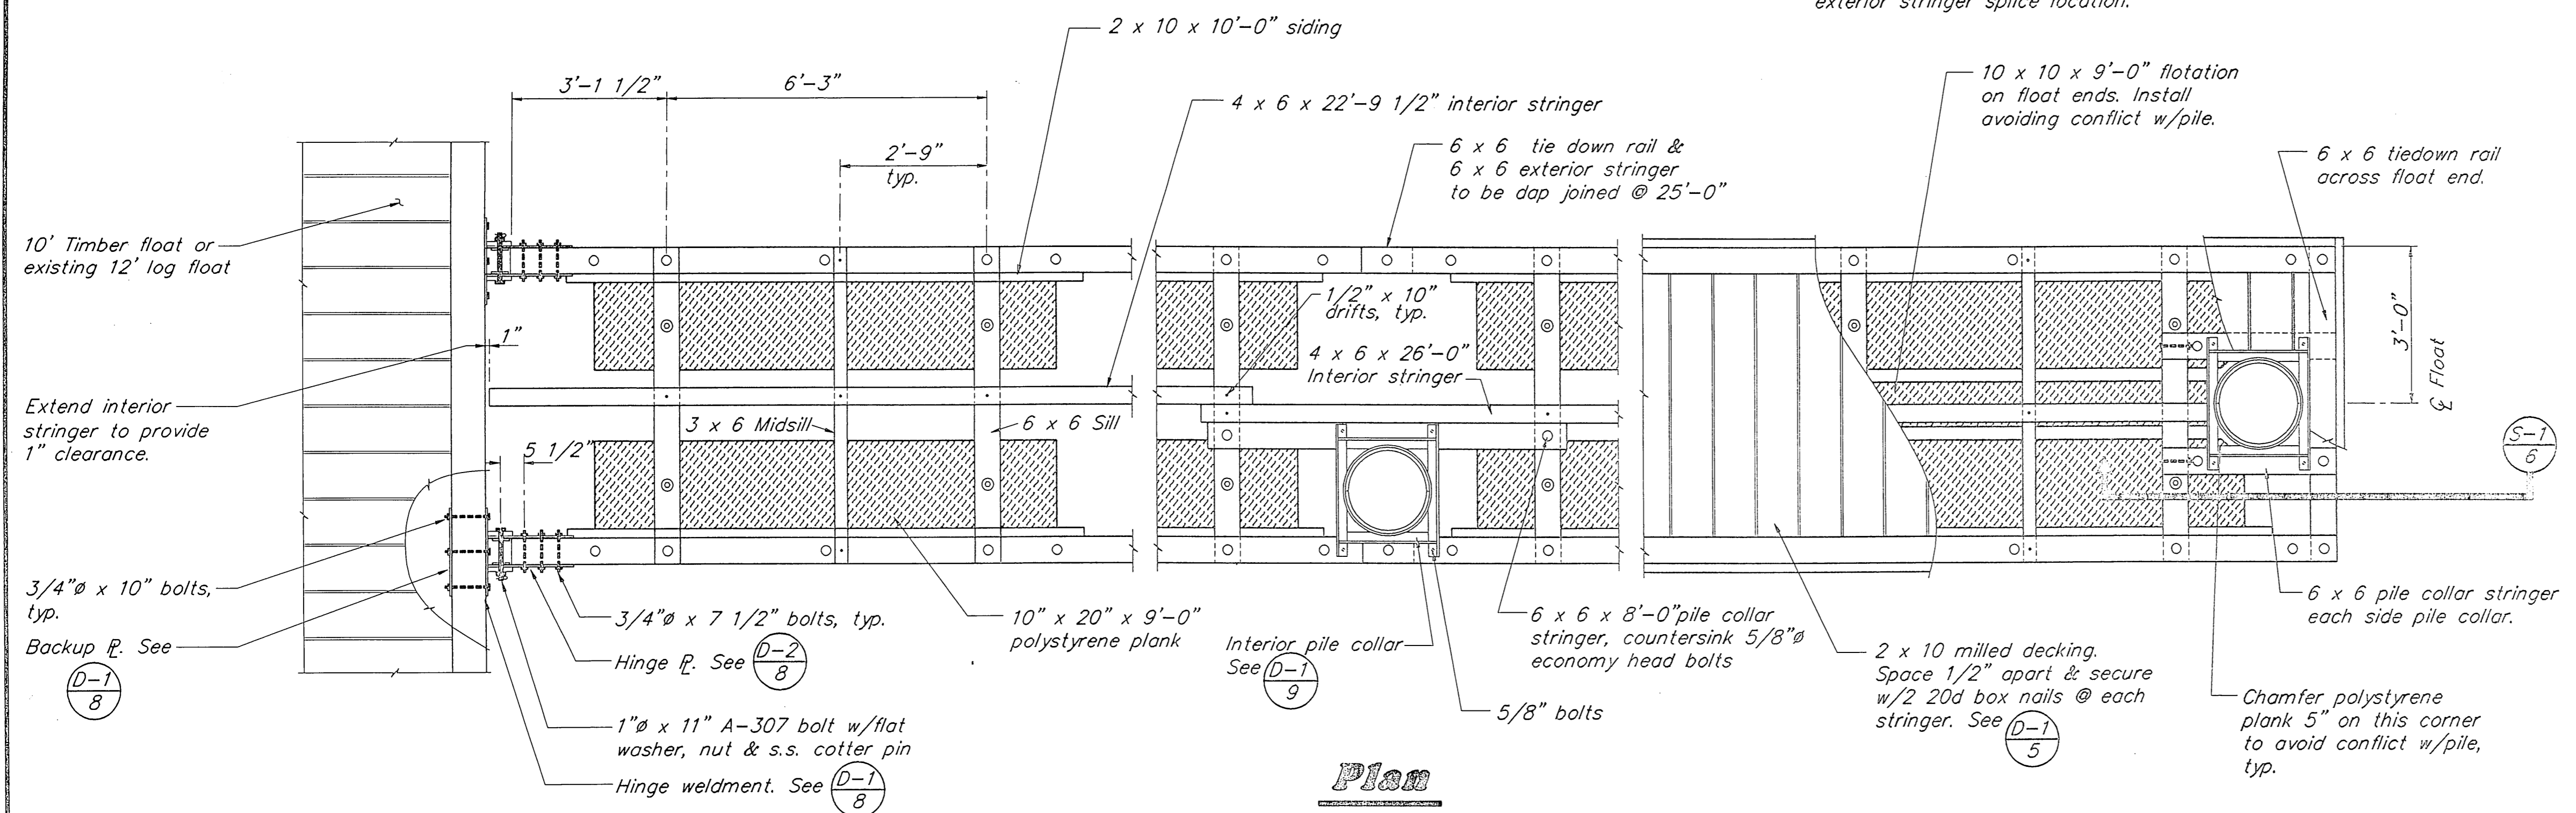 exterior stringer splice location.
2 x 10 x 10'-0" siding
3'-1 1/2"
6'-3"
10 x 10 x 9'-0" flotation
on float ends. Install
avoiding conflict w/pile.
4 x 6 x 22'-9 1/2" interior stringer
2'-9"
typ.
6 x 6 tie down rail &
6 x 6 exterior stringer
to be dap joined @ 25'-0"
6 x 6 tiedown rail
across float end.
10' Timber float or
existing 12' log float
1/2" x 10"
drifts, typ.
1"
3'-0"
℄ Float
4 x 6 x 26'-0"
Interior stringer
Extend interior
stringer to provide
1" clearance.
3 x 6 Midsill
6 x 6 Sill
5 1/2"
S-1
6
3/4"ø x 10" bolts,
typ.
Backup ℞. See
D-1
8
3/4"ø x 7 1/2" bolts, typ.
Hinge ℞. See
D-2
8
10" x 20" x 9'-0"
polystyrene plank
Interior pile collar
See
D-1
9
6 x 6 x 8'-0"pile collar
stringer, countersink 5/8"ø
economy head bolts
5/8" bolts
2 x 10 milled decking.
Space 1/2" apart & secure
w/2 20d box nails @ each
stringer. See
D-1
5
6 x 6 pile collar stringer
each side pile collar.
Chamfer polystyrene
plank 5" on this corner
to avoid conflict w/pile,
typ.
1"ø x 11" A-307 bolt w/flat
washer, nut & s.s. cotter pin
Hinge weldment. See
D-1
8
Plan